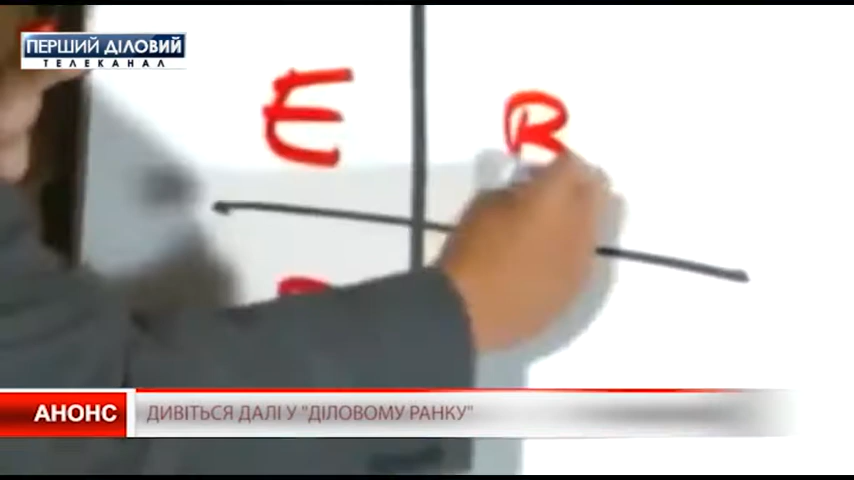 ПЕРШИЙ ДІЛОВИЙ
ТЕЛЕКАНАЛ
E
B
АНОНС
ДИВІТЬСЯ ДАЛІ У "ДІЛОВОМУ РАНКУ"